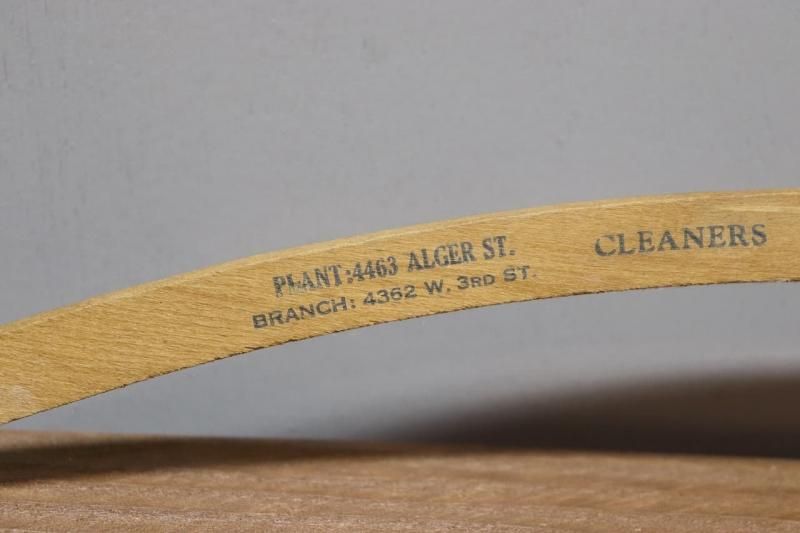 PLANT: 4463 ALGER ST.
BRANCH: 4362 W. 3RD ST.
CLEANERS